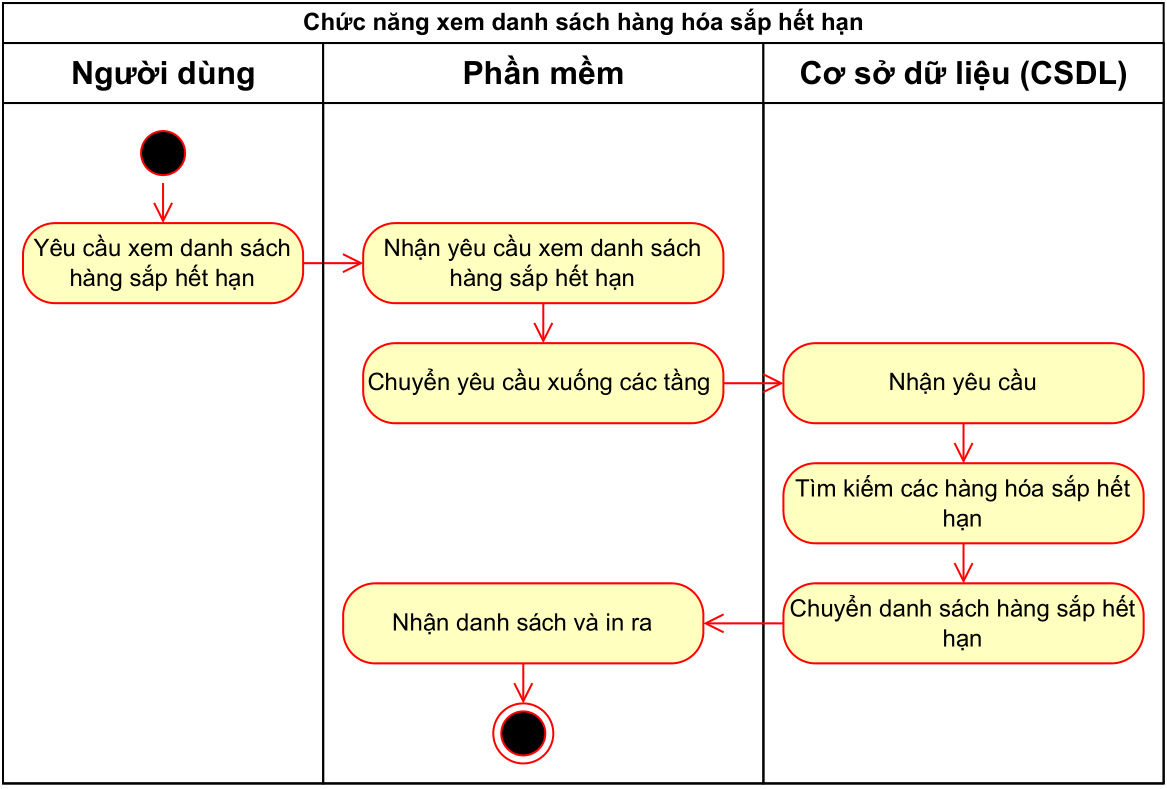 Chức năng xem danh sách hàng hóa sắp hết hạn
Người dùng
Phần mềm
Cơ sở dữ liệu (CSDL)
Yêu cầu xem danh sách
hàng sắp hết hạn
Nhận yêu cầu xem danh sách
hàng sắp hết hạn
Chuyển yêu cầu xuống các tầng
Nhận yêu cầu
Tìm kiếm các hàng hóa sắp hết
hạn
Chuyển danh sách hàng sắp hết
hạn
Nhận danh sách và in ra